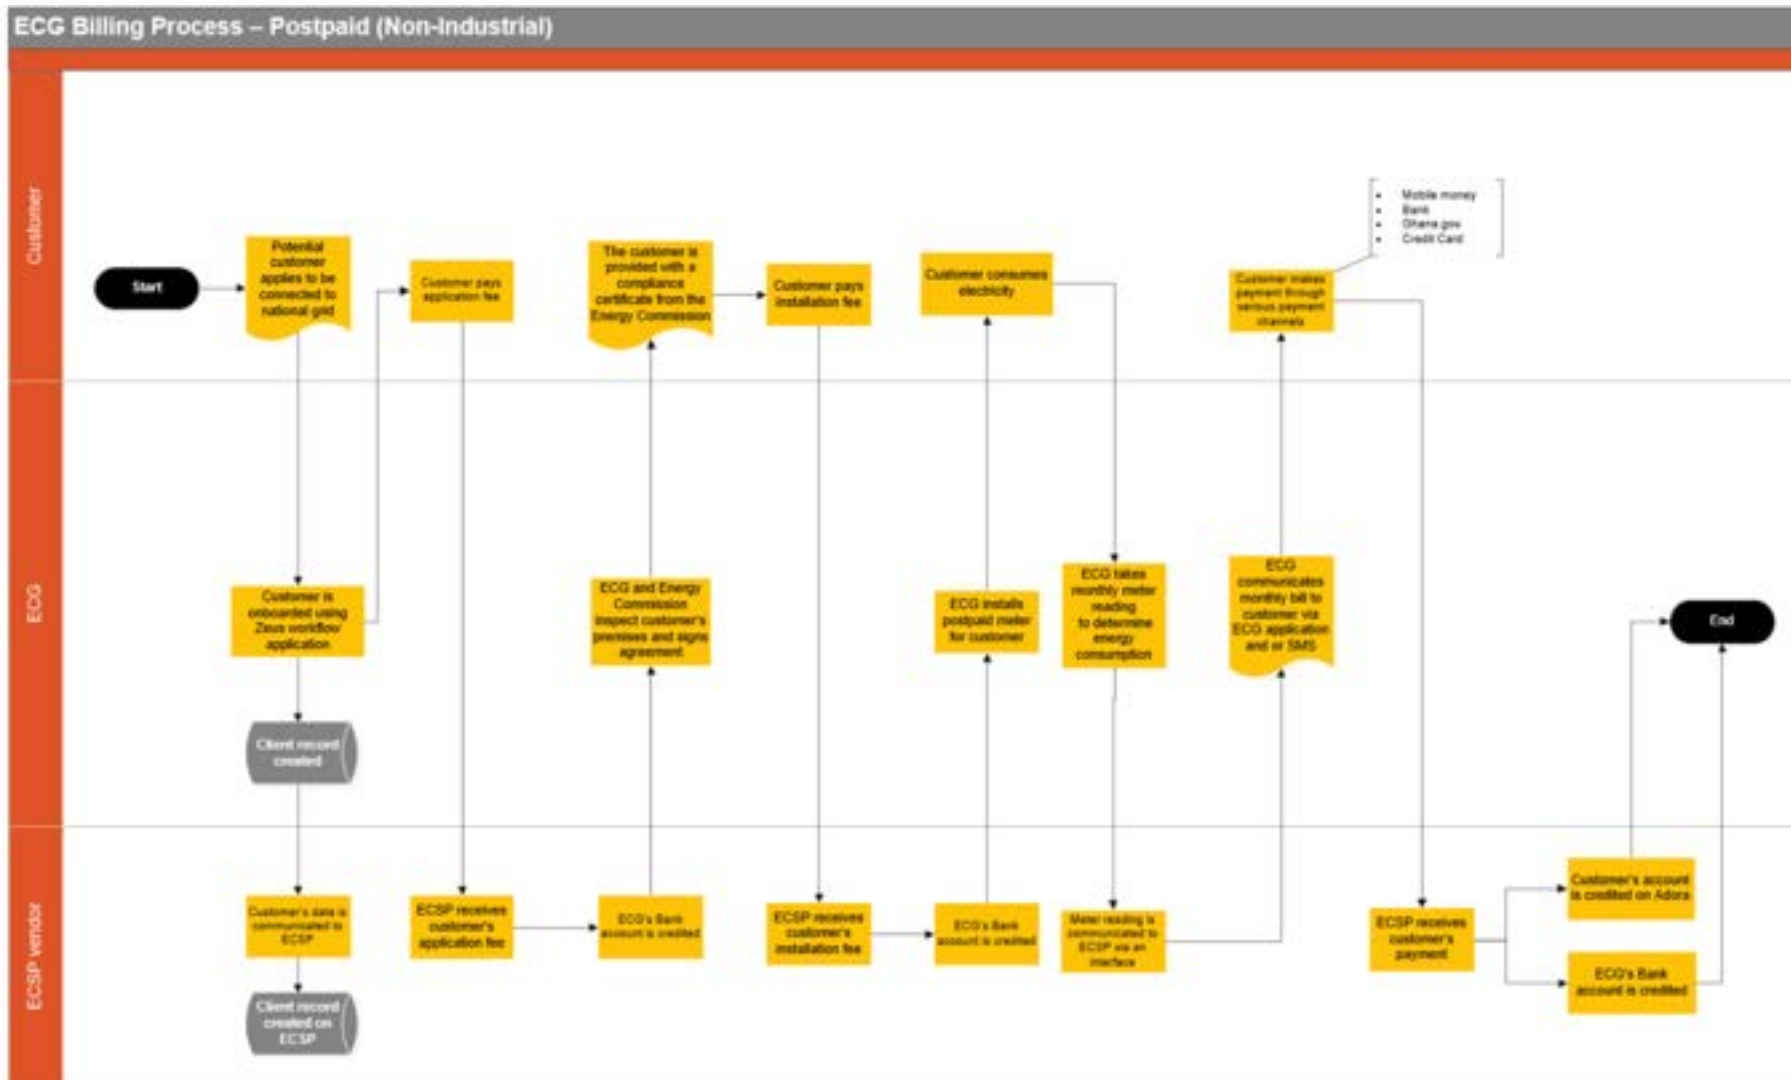 ECG Billing Process – Postpaid (Non-Industrial)
Customer
Start
Potential
customer
applies to be
connected to
national grid
Customer pays
application fee
The customer is
provided with a
compliance
certificate from the
Energy Commission
Customer pays
installation fee
Customer consumes
electricity
Customer makes
payment through
various payment
channels
• Mobile money
• Bank
• Ghana.gov
• Credit Card
ECG
Customer is
onboarded using
Zeus workflow
application
Client record
created
ECG and Energy
Commission
inspect customer's
premises and signs
agreement
ECG installs
postpaid meter
for customer
ECG takes
monthly meter
reading
to determine
energy
consumption
ECG
communicates
monthly bill to
customer via
ECG application
and or SMS
End
ECSP vendor
Customer's data is
communicated to
ECSP
Client record
created on
ECSP
ECSP receives
customer's
application fee
ECG's Bank
account is credited
ECSP receives
customer's
installation fee
ECG's Bank
account is credited
Meter reading is
communicated to
ECSP via an
interface
ECSP receives
customer's
payment
Customer's account
is credited on Adora
ECG's Bank
account is credited